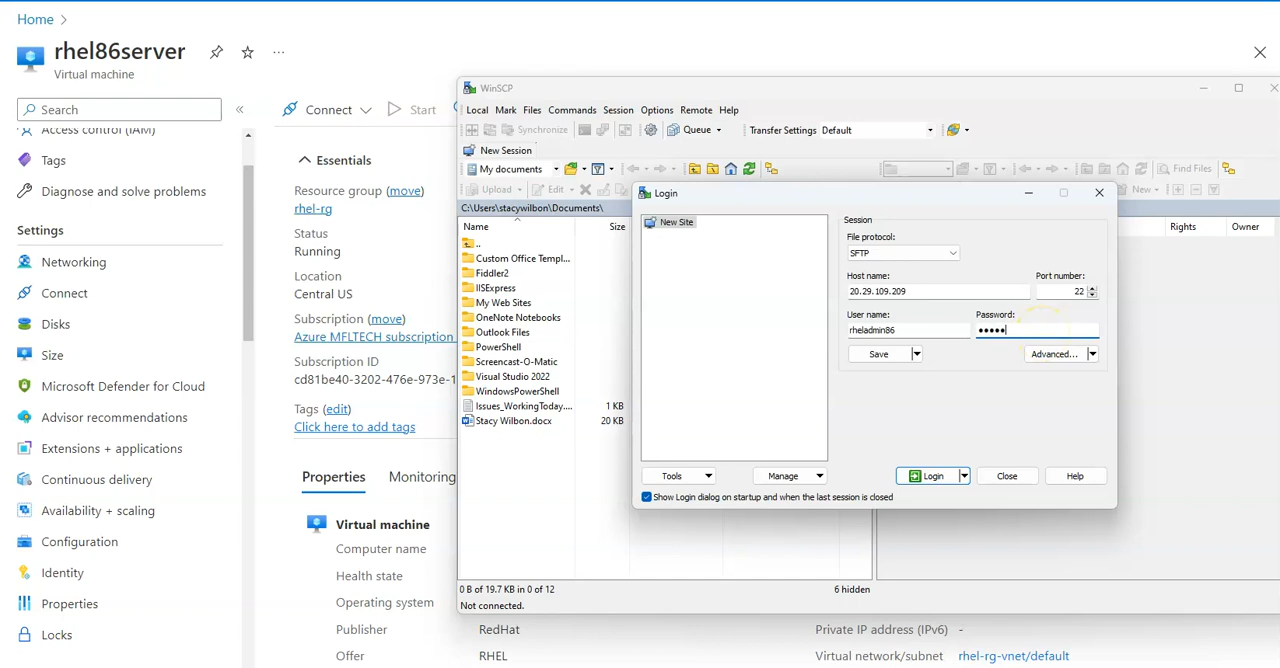 Home >
rhel86server
Virtual machine
Search
Access control (IAM)
Tags
Diagnose and solve problems
Settings
Networking
Connect
Disks
Size
Microsoft Defender for Cloud
Advisor recommendations
Extensions + applications
Continuous delivery
Availability + scaling
Configuration
Identity
Properties
Locks
Connect
Start
Essentials
Resource group (move)
rhel-rg
Status
Running
Location
Central US
Subscription (move)
Azure MFLTECH subscription
Subscription ID
cd81be40-3202-476e-973e-1
Tags (edit)
Click here to add tags
Properties Monitoring
Virtual machine
Computer name
Health state
Operating system
Publisher RedHat
Offer RHEL
Private IP address (IPv6) -
Virtual network/subnet rhel-rg-vnet/default
WinSCP
Local Mark Files Commands Session Options Remote Help
Synchronize Queue Transfer Settings Default
New Session
My documents Find Files
Upload Edit New
C:\Users\stacywilbon\Documents\
Name Size Rights Owner
..
Custom Office Templ...
Fiddler2
IISExpress
My Web Sites
OneNote Notebooks
Outlook Files
PowerShell
Screencast-O-Matic
Visual Studio 2022
WindowsPowerShell
Issues_WorkingToday.... 1 KB
Stacy Wilbon.docx 20 KB
0 B of 19.7 KB in 0 of 12 6 hidden
Not connected.
Login
New Site
Session
File protocol:
SFTP
Host name: Port number:
20.29.109.209 22
User name: Password:
rheladmin86 •••••
Save Advanced...
Tools Manage Login Close Help
Show Login dialog on startup and when the last session is closed